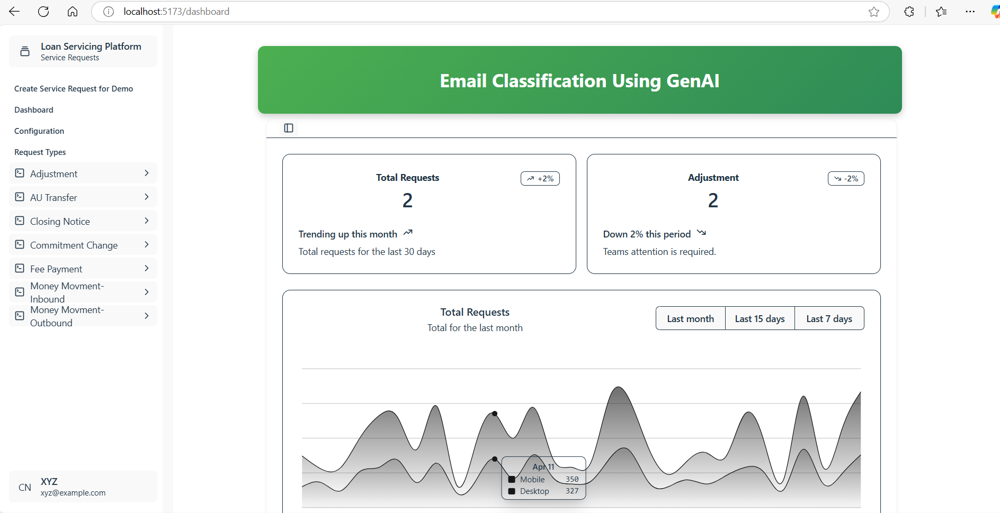 localhost:5173/dashboard
Loan Servicing Platform
Service Requests
Create Service Request for Demo
Dashboard
Configuration
Request Types
Adjustment
AU Transfer
Closing Notice
Commitment Change
Fee Payment
Money Movment-
Inbound
Money Movment-
Outbound
CN
XYZ
xyz@example.com
Email Classification Using GenAI
Total Requests
+2%
2
Trending up this month
Total requests for the last 30 days
Adjustment
-2%
2
Down 2% this period
Teams attention is required.
Total Requests
Total for the last month
Last month
Last 15 days
Last 7 days
Apr 11
Mobile 350
Desktop 327